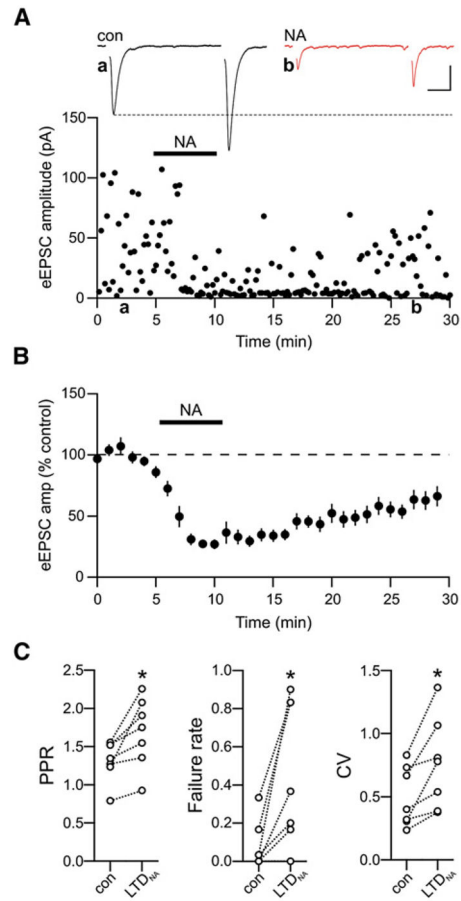 A
con
NA
a
b
150
100
50
0
eEPSC amplitude (pA)
NA
0 5 10 15 20 25 30
a
b
Time (min)
B
150
100
50
0
eEPSC amp (% control)
NA
0 5 10 15 20 25 30
Time (min)
C
2.5
2.0
1.5
1.0
0.5
0.0
PPR
*
con
LTDNA
1.0
0.8
0.6
0.4
0.2
0.0
Failure rate
*
con
LTDNA
1.5
1.0
0.5
0.0
CV
*
con
LTDNA